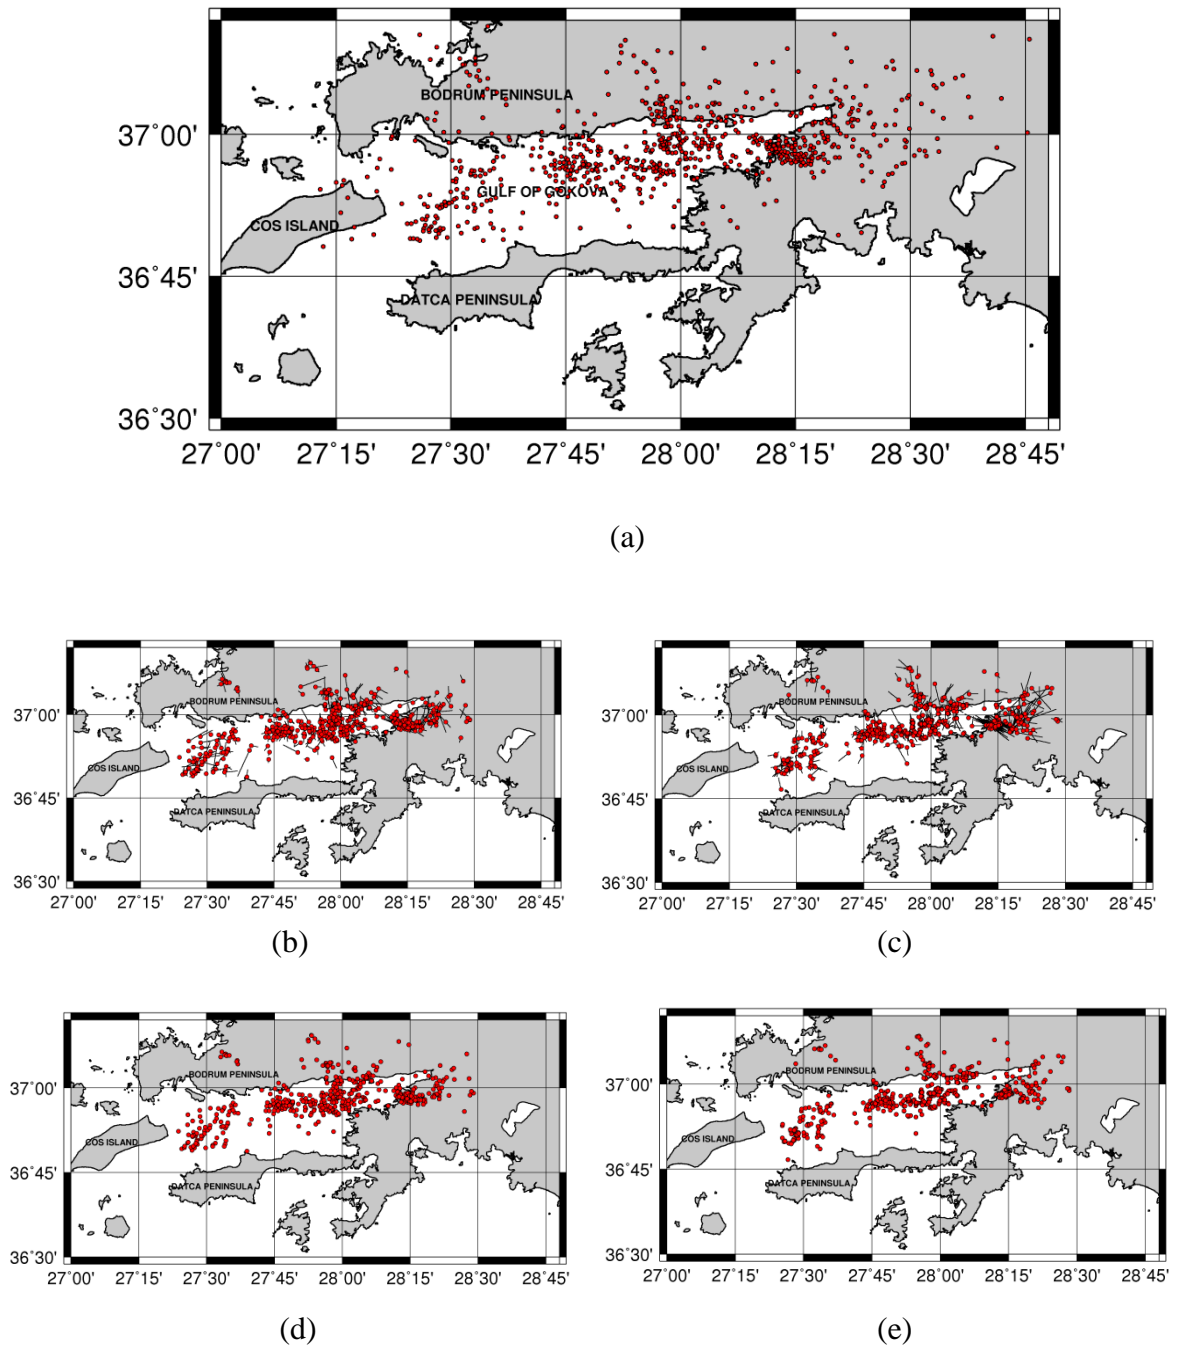 BODRUM PENINSULA
37°00'
GULF OF GOKOVA
COS ISLAND
36°45'
DATCA PENINSULA
36°30'
27°00' 27°15' 27°30' 27°45' 28°00' 28°15' 28°30' 28°45'
(a)
BODRUM PENINSULA
37°00'
COS ISLAND
36°45'
DATCA PENINSULA
36°30'
27°00' 27°15' 27°30' 27°45' 28°00' 28°15' 28°30' 28°45'
(b)
BODRUM PENINSULA
37°00'
COS ISLAND
36°45'
DATCA PENINSULA
36°30'
27°00' 27°15' 27°30' 27°45' 28°00' 28°15' 28°30' 28°45'
(c)
BODRUM PENINSULA
37°00'
COS ISLAND
36°45'
DATCA PENINSULA
36°30'
27°00' 27°15' 27°30' 27°45' 28°00' 28°15' 28°30' 28°45'
(d)
BODRUM PENINSULA
37°00'
COS ISLAND
36°45'
DATCA PENINSULA
36°30'
27°00' 27°15' 27°30' 27°45' 28°00' 28°15' 28°30' 28°45'
(e)